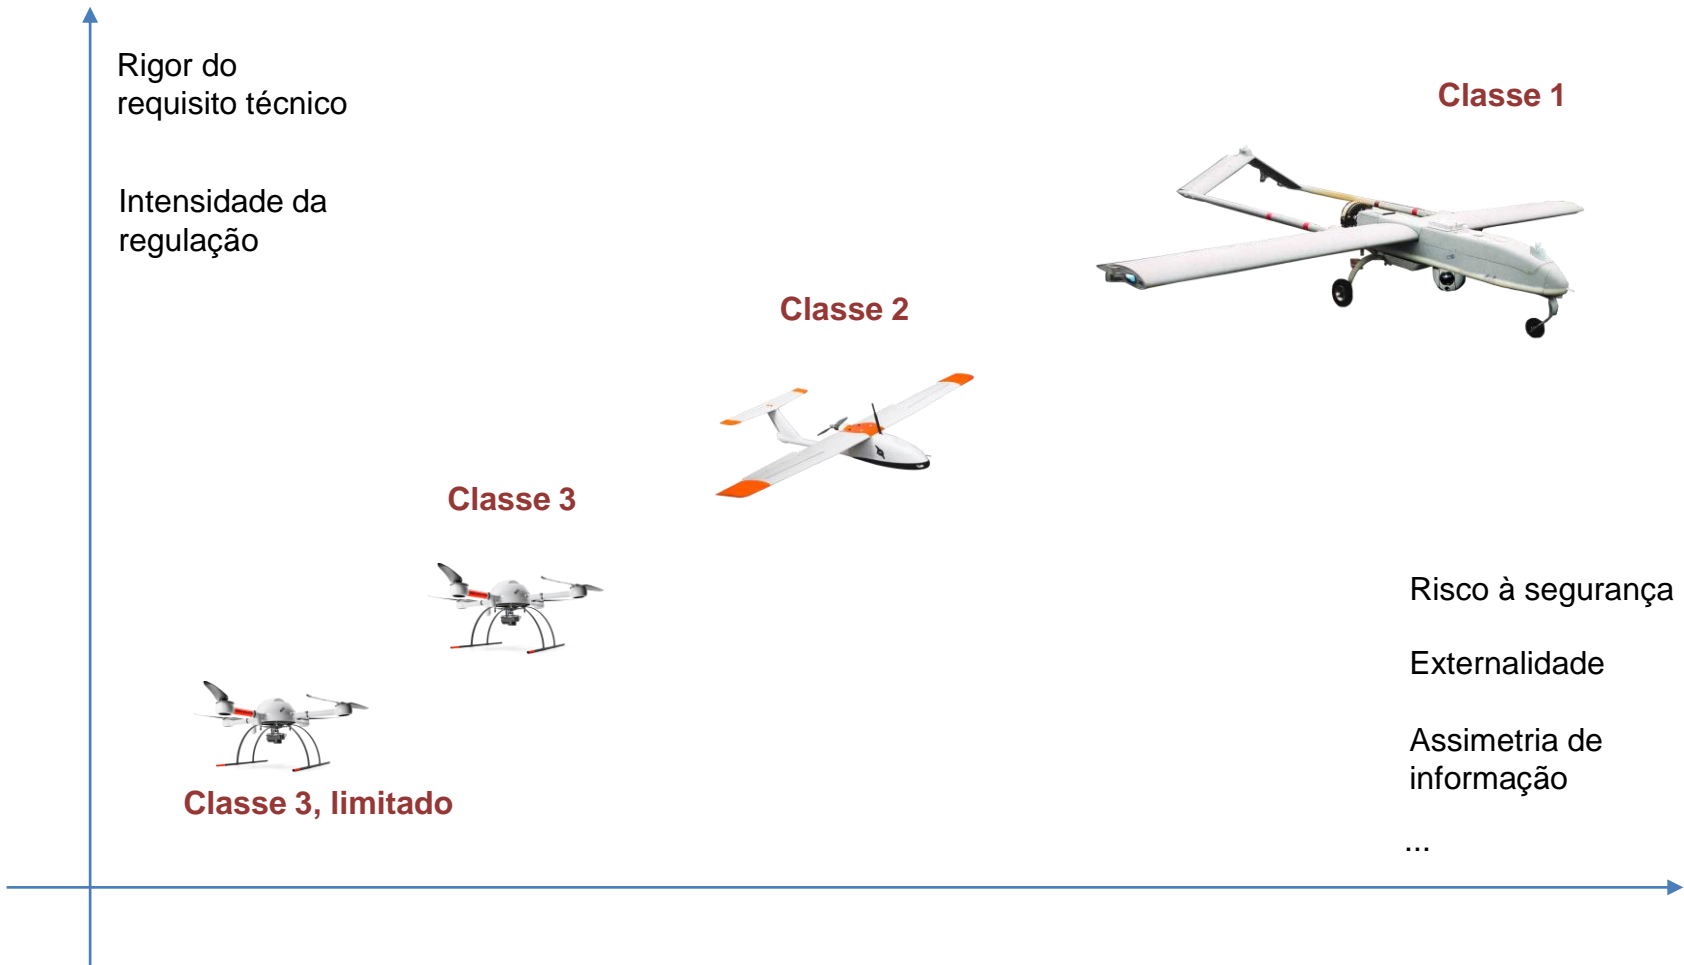 Rigor do
requisito técnico
Intensidade da
regulação
Classe 1
Classe 2
Classe 3
Classe 3, limitado
Risco à segurança
Externalidade
Assimetria de
informação
...